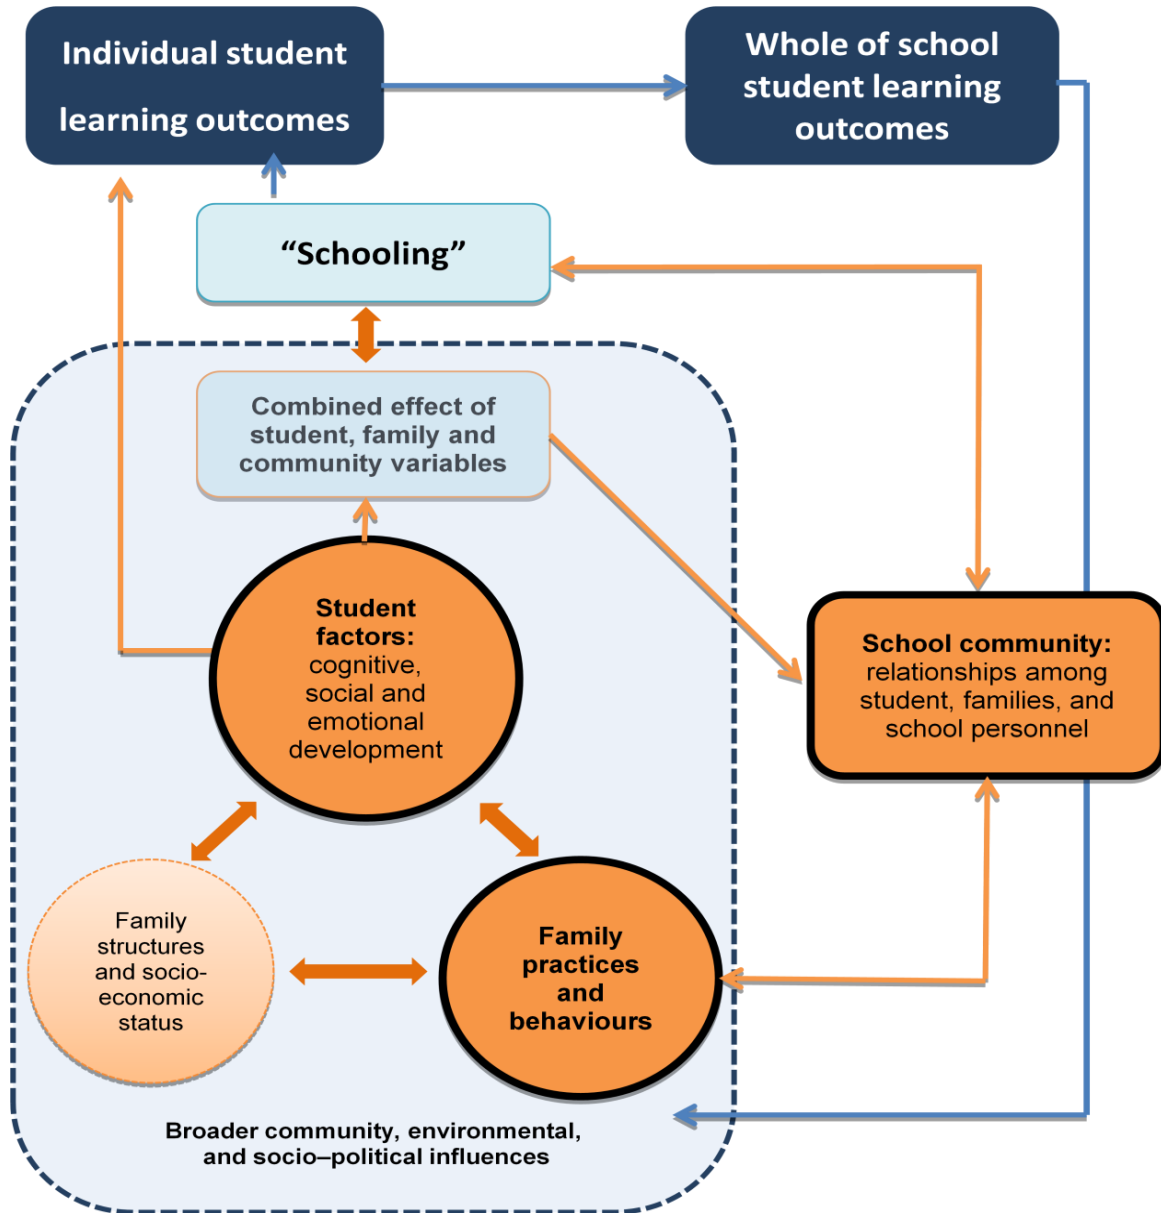 Individual student
learning outcomes
Whole of school
student learning
outcomes
“Schooling”
Combined effect of
student, family and
community variables
Student
factors:
cognitive,
social and
emotional
development
School community:
relationships among
student, families, and
school personnel
Family
structures
and socio-
economic
status
Family
practices
and
behaviours
Broader community, environmental,
and socio–political influences